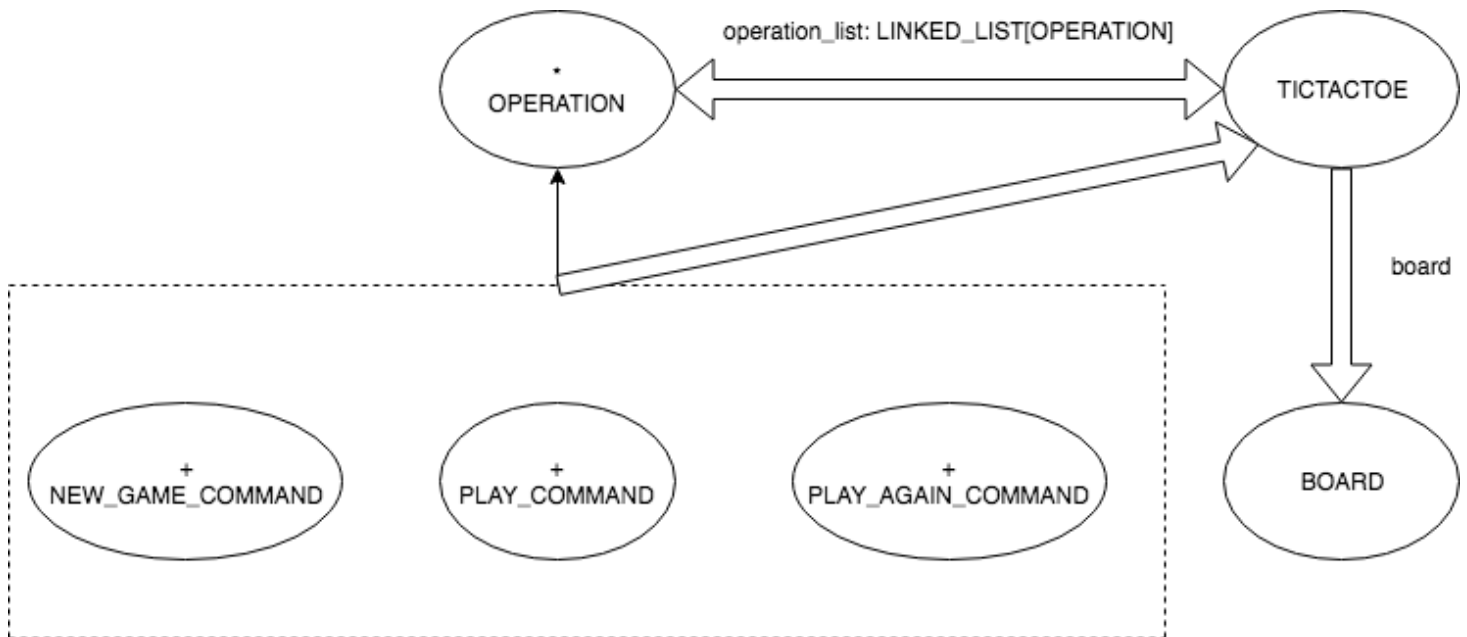 operation_list: LINKED_LIST[OPERATION]
*
OPERATION
TICTACTOE
board
+
NEW_GAME_COMMAND
+
PLAY_COMMAND
+
PLAY_AGAIN_COMMAND
BOARD